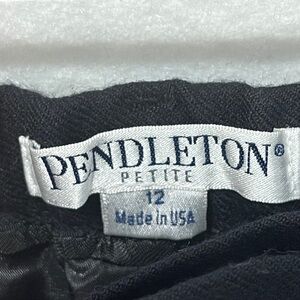 PENDLETON®
PETITE
12
Made in USA